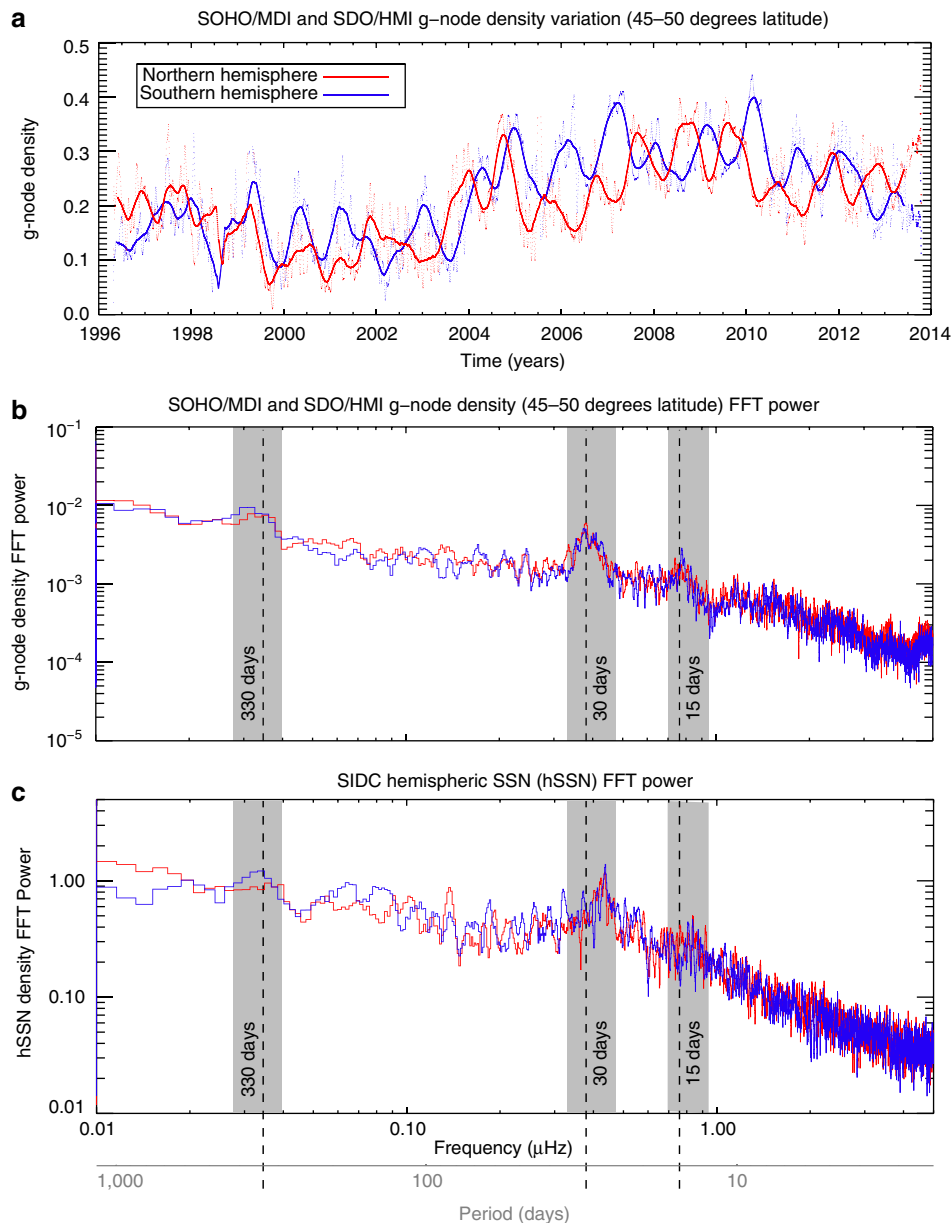 a
SOHO/MDI and SDO/HMI g−node density variation (45–50 degrees latitude)
0.5
0.4
0.3
0.2
0.1
0.0
g−node density
Northern hemisphere
Southern hemisphere
1996 1998 2000 2002 2004 2006 2008 2010 2012 2014
Time (years)
b
SOHO/MDI and SDO/HMI g−node density (45–50 degrees latitude) FFT power
10−1
10−2
10−3
10−4
10−5
g−node density FFT power
330 days
30 days
15 days
c
SIDC hemispheric SSN (hSSN) FFT power
1.00
0.10
0.01
hSSN density FFT Power
330 days
30 days
15 days
0.01 0.10 1.00
Frequency (μHz)
1,000 100 10
Period (days)